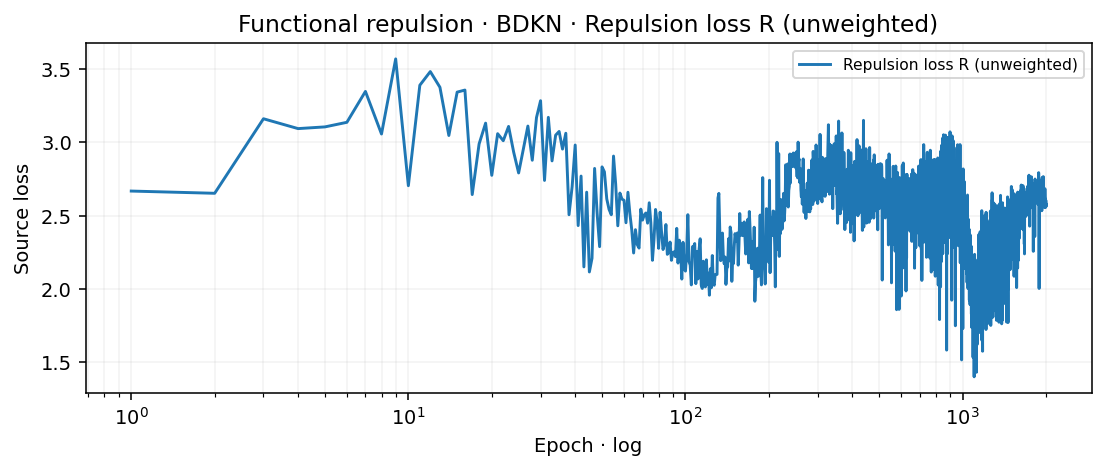 Functional repulsion · BDKN · Repulsion loss R (unweighted)
Repulsion loss R (unweighted)
Source loss
3.5
3.0
2.5
2.0
1.5
10⁰ 10¹ 10² 10³
Epoch · log